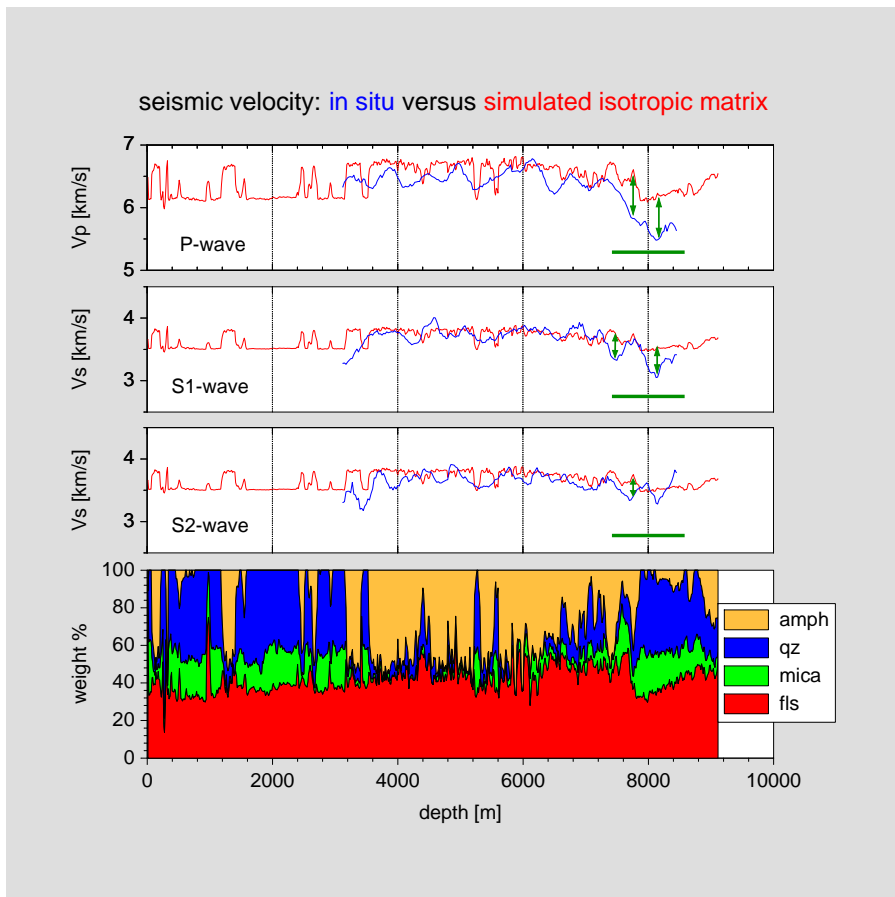 seismic velocity: in situ versus simulated isotropic matrix
7
6
5
Vp [km/s]
P-wave
4
3
Vs [km/s]
S1-wave
4
3
Vs [km/s]
S2-wave
100
80
60
40
20
0
weight %
amph
qz
mica
fls
0 2000 4000 6000 8000 10000
depth [m]